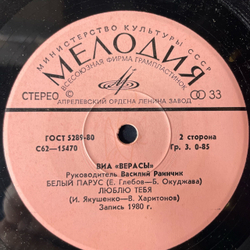 МИНИСТЕРСТВО КУЛЬТУРЫ СССР
МЕЛОДИЯ
ВСЕСОЮЗНАЯ ФИРМА ГРАМПЛАСТИНОК
СТЕРЕО
33
АПРЕЛЕВСКИЙ ОРДЕНА ЛЕНИНА ЗАВОД
ГОСТ 5289-80
2 сторона
С62—15470
Гр. 3. 0-85
ВИА «ВЕРАСЫ»
Руководитель Василий Раинчик
БЕЛЫЙ ПАРУС (Е. Глебов—Б. Окуджава)
ЛЮБЛЮ ТЕБЯ
(И. Якушенко—В. Харитонов)
Запись 1980 г.